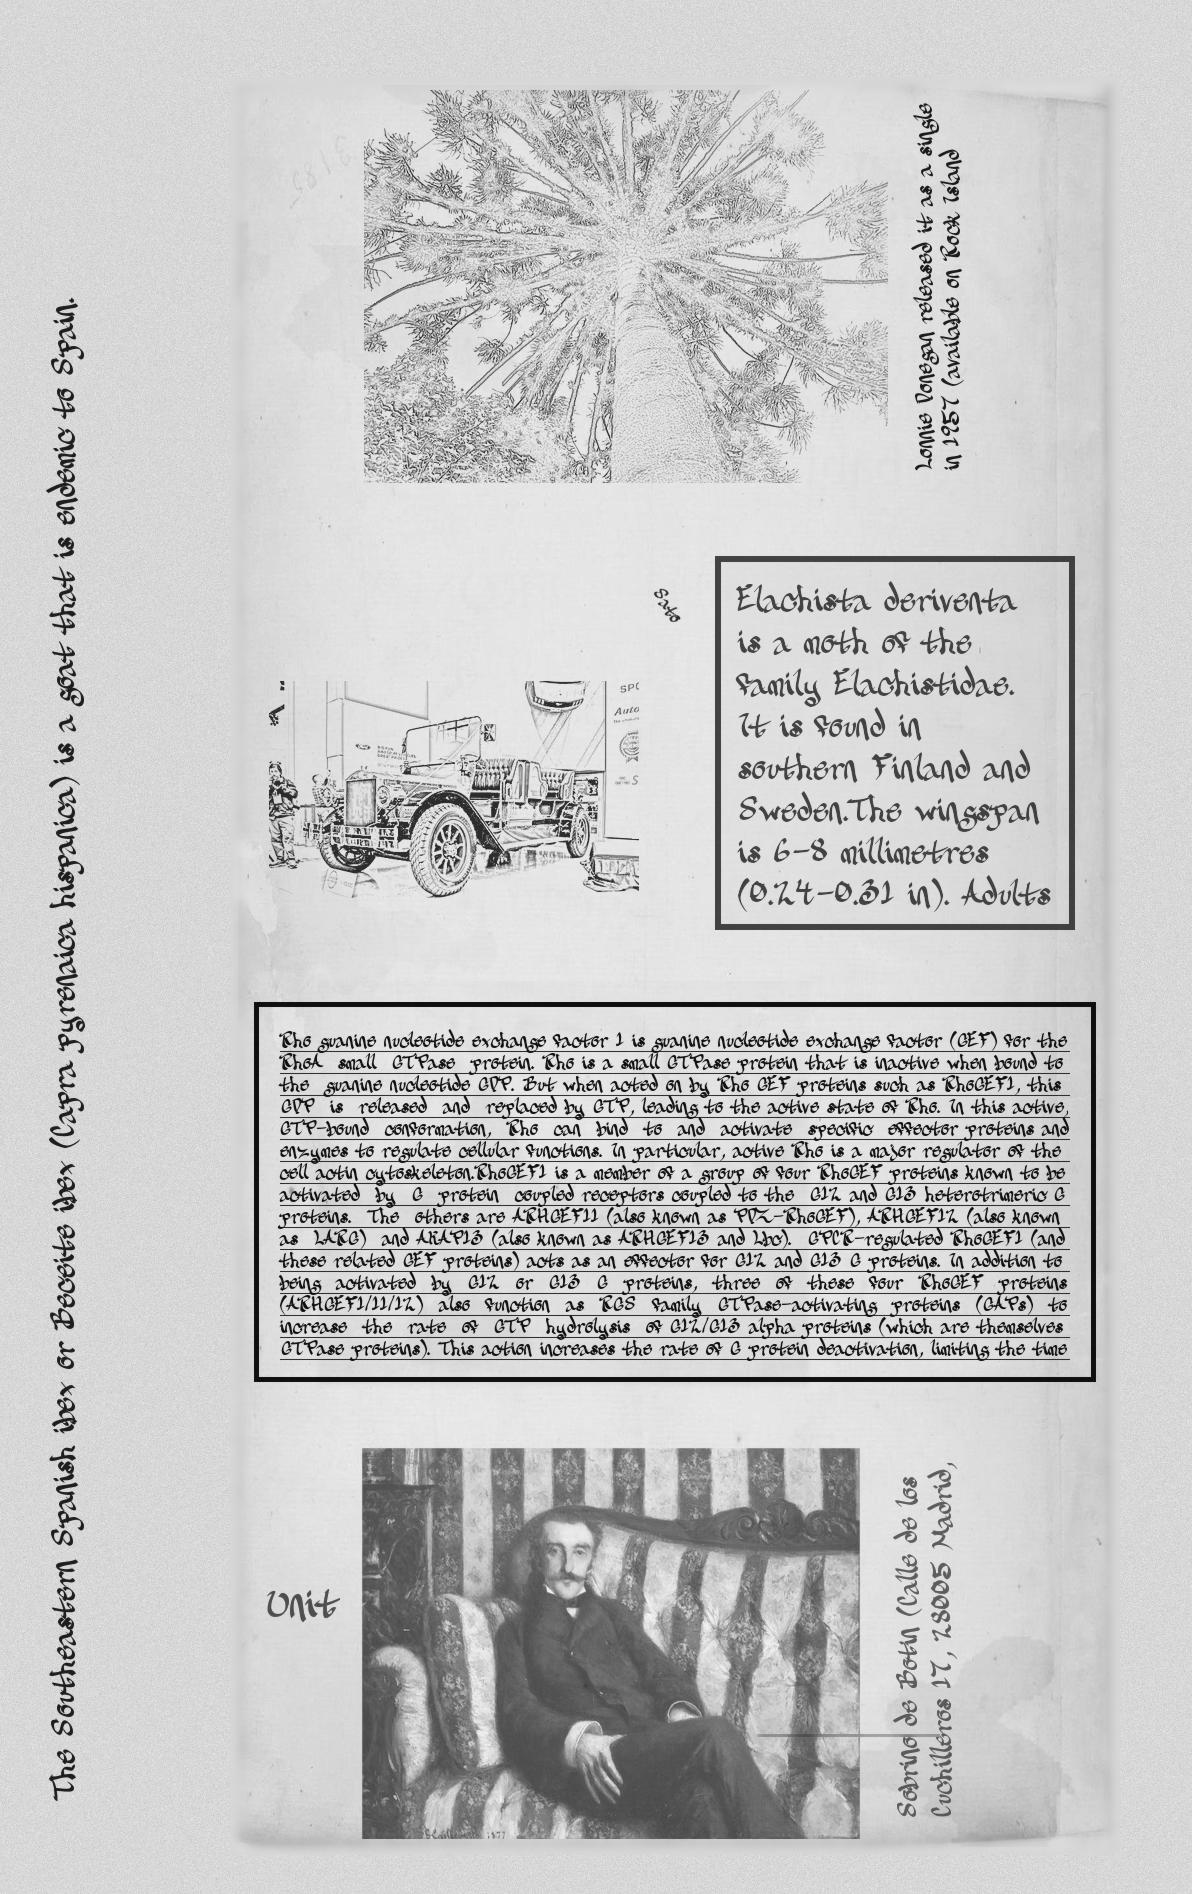 The Southeastern Spanish ibex or Beceite ibex (Capra pyrenaica hispanica) is a goat that is endemic to Spain.
Lonnie Donegan released it as a single
in 1957 (available on Rock Island
Sato
Elachista deriventa
is a moth of the
family Elachistidae.
It is found in
southern Finland and
Sweden.The wingspan
is 6–8 millimetres
(0.24–0.31 in). Adults
SPO
Auto
Rho guanine nucleotide exchange factor 1 is guanine nucleotide exchange factor (GEF) for the
RhoA small GTPase protein. Rho is a small GTPase protein that is inactive when bound to
the guanine nucleotide GDP. But when acted on by Rho GEF proteins such as RhoGEF1, this
GDP is released and replaced by GTP, leading to the active state of Rho. In this active,
GTP-bound conformation, Rho can bind to and activate specific effector proteins and
enzymes to regulate cellular functions. In particular, active Rho is a major regulator of the
cell actin cytoskeleton.RhoGEF1 is a member of a group of four RhoGEF proteins known to be
activated by G protein coupled receptors coupled to the G12 and G13 heterotrimeric G
proteins. The others are ARHGEF11 (also known as PDZ-RhoGEF), ARHGEF12 (also known
as LARG) and AKAP13 (also known as ARHGEF13 and Lbc). GPCR-regulated RhoGEF1 (and
these related GEF proteins) acts as an effector for G12 and G13 G proteins. In addition to
being activated by G12 or G13 G proteins, three of these four RhoGEF proteins
(ARHGEF1/11/12) also function as RGS family GTPase-activating proteins (GAPs) to
increase the rate of GTP hydrolysis of G12/G13 alpha proteins (which are themselves
GTPase proteins). This action increases the rate of G protein deactivation, limiting the time
Unit
Sobrino de Botín (Calle de los
Cuchilleros 17, 28005 Madrid,